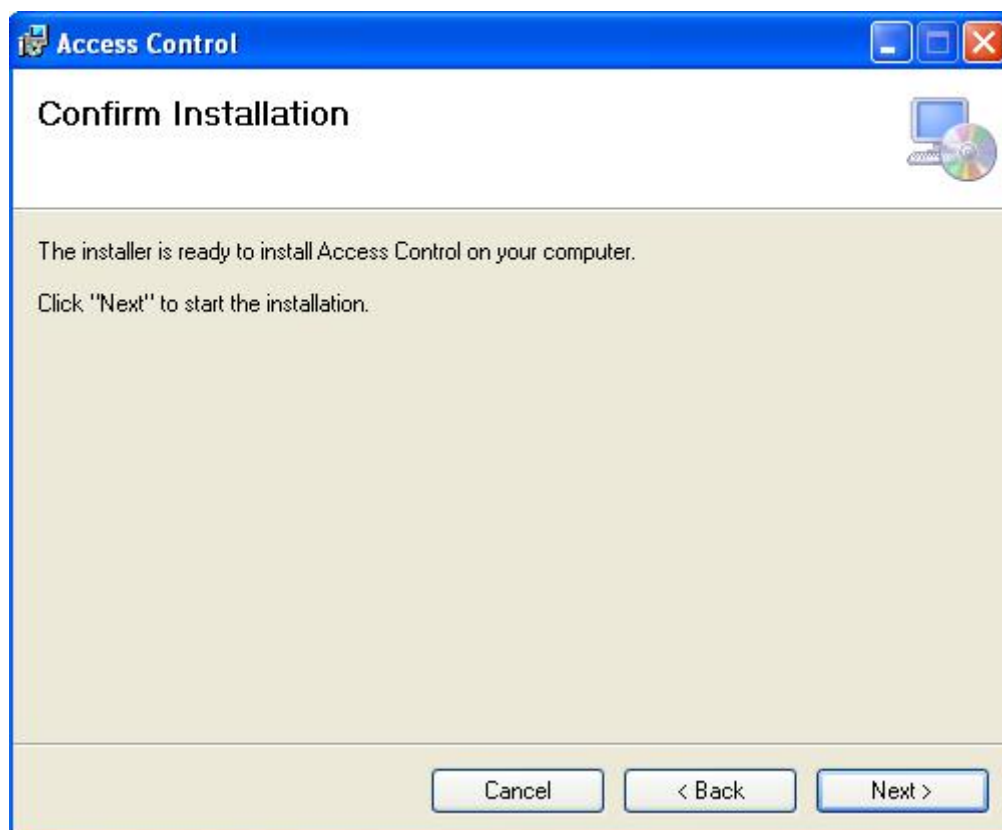 Access Control
Confirm Installation
The installer is ready to install Access Control on your computer.
Click "Next" to start the installation.
Cancel
< Back
Next >